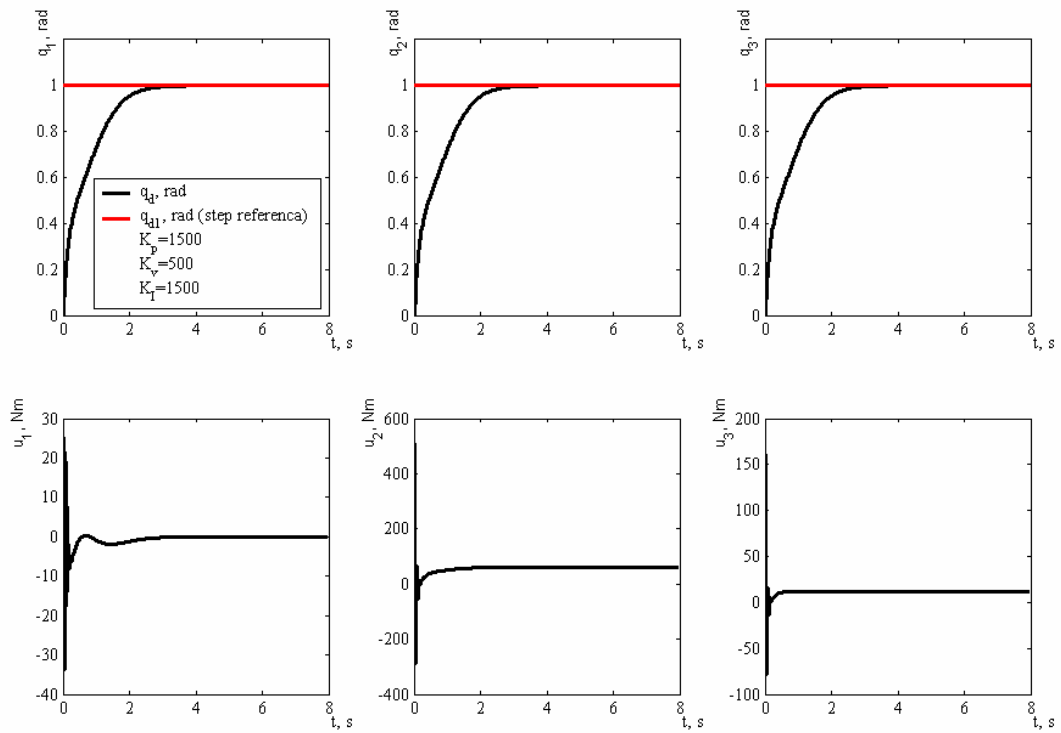 q1, rad
1
0.8
0.6
0.4
0.2
0
0 2 4 6 8
t, s
qd, rad
qd1, rad (step referenca)
Kp=1500
Kv=500
KI=1500
q2, rad
1
0.8
0.6
0.4
0.2
0
0 2 4 6 8
t, s
q3, rad
1
0.8
0.6
0.4
0.2
0
0 2 4 6 8
t, s
u1, Nm
30
20
10
0
-10
-20
-30
-40
0 2 4 6 8
t, s
u2, Nm
600
400
200
0
-200
-400
0 2 4 6 8
t, s
u3, Nm
200
150
100
50
0
-50
-100
0 2 4 6 8
t, s